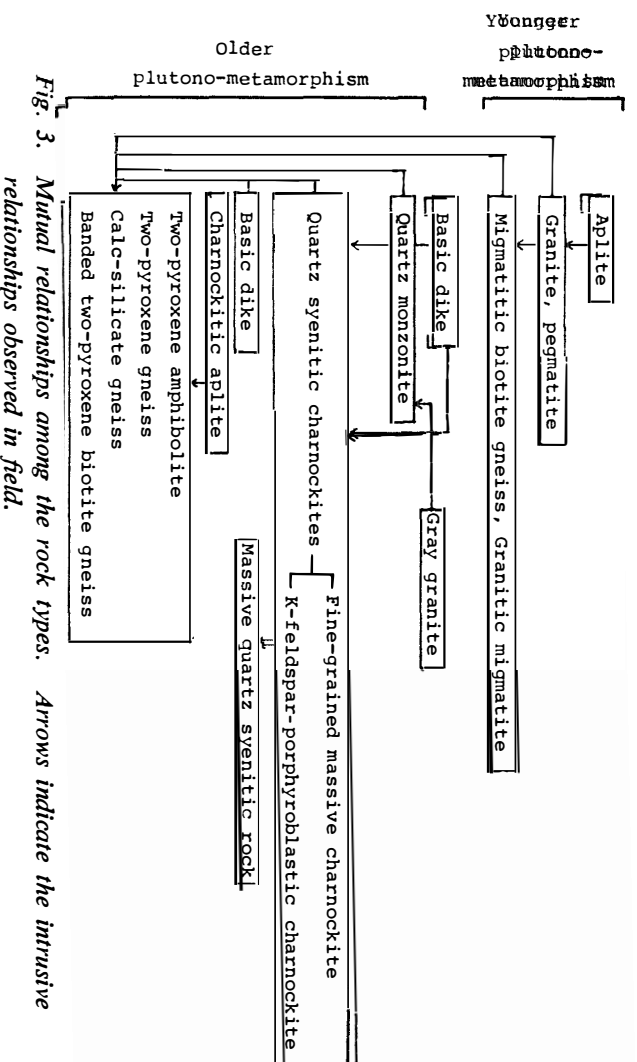 Younger
plutono-
metamorphism
Aplite
Granite, pegmatite
Migmatitic biotite gneiss, Granitic migmatite
Older
plutono-metamorphism
Basic dike
Gray granite
Quartz monzonite
Quartz syenitic charnockites
Fine-grained massive charnockite
K-feldspar-porphyroblastic charnockite
Basic dike
Massive quartz syenitic rock
Charnockitic aplite
Two-pyroxene amphibolite
Two-pyroxene gneiss
Calc-silicate gneiss
Banded two-pyroxene biotite gneiss
Fig. 3. Mutual relationships among the rock types. Arrows indicate the intrusive
relationships observed in field.